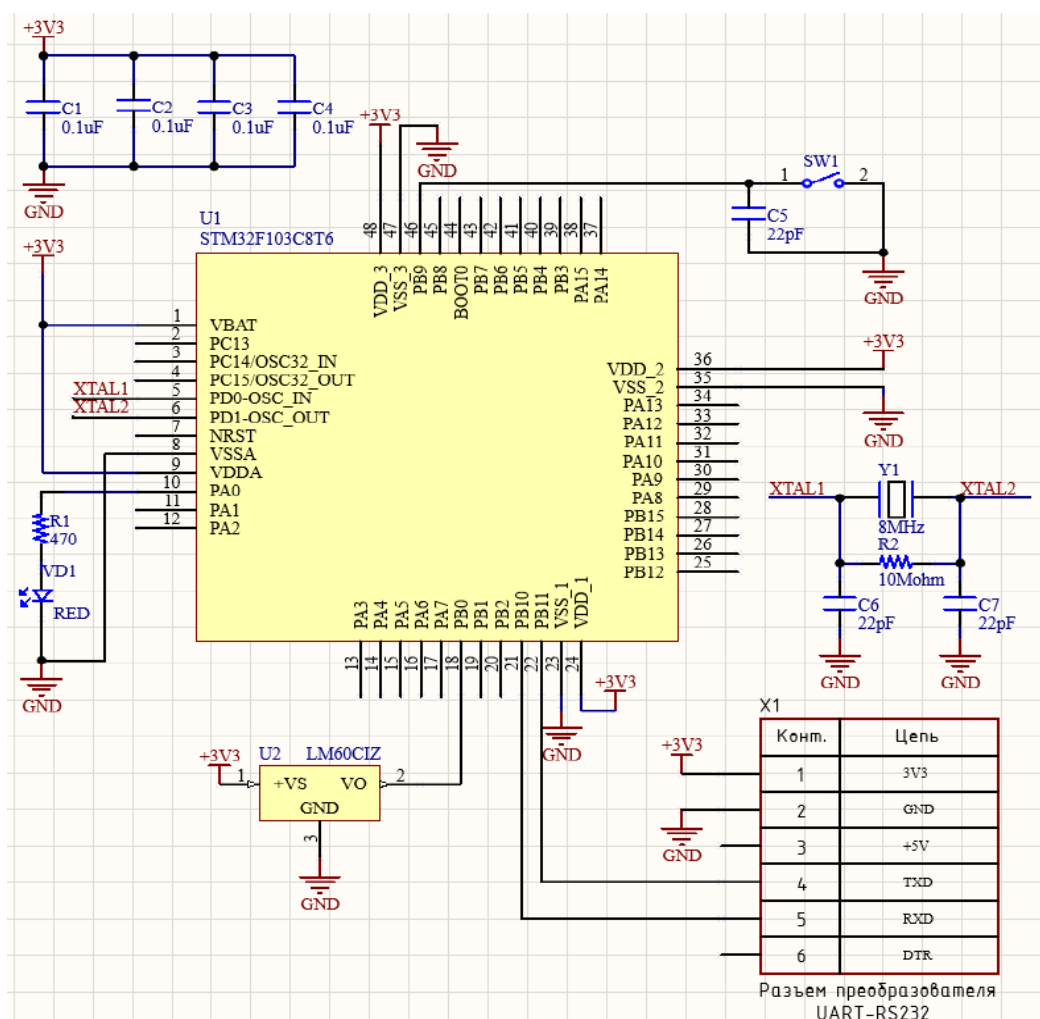 +3V3
C1
0.1uF
C2
0.1uF
C3
0.1uF
C4
0.1uF
GND
+3V3
GND
SW1
1
2
C5
22pF
GND
U1
STM32F103C8T6
48
47
46
45
44
43
42
41
40
39
38
37
VDD_3
VSS_3
PB9
PB8
BOOT0
PB7
PB6
PB5
PB4
PB3
PA15
PA14
+3V3
1 VBAT
2 PC13
3 PC14/OSC32_IN
4 PC15/OSC32_OUT
XTAL1 5 PD0-OSC_IN
XTAL2 6 PD1-OSC_OUT
7 NRST
8 VSSA
9 VDDA
10 PA0
11 PA1
12 PA2
R1
470
VD1
RED
GND
VDD_2 36
VSS_2 35
PA13 34
PA12 33
PA11 32
PA10 31
PA9 30
PA8 29
PB15 28
PB14 27
PB13 26
PB12 25
+3V3
GND
XTAL1
Y1
XTAL2
8MHz
R2
10Mohm
C6
22pF
C7
22pF
GND
GND
PA3
PA4
PA5
PA6
PA7
PB0
PB1
PB2
PB10
PB11
VSS_1
VDD_1
13
14
15
16
17
18
19
20
21
22
23
24
+3V3
GND
+3V3
U2 LM60CIZ
1 +VS VO 2
GND
3
GND
X1
Конт. Цепь
+3V3
1 3V3
2 GND
GND
3 +5V
4 TXD
5 RXD
6 DTR
Разъем преобразователя
UART-RS232